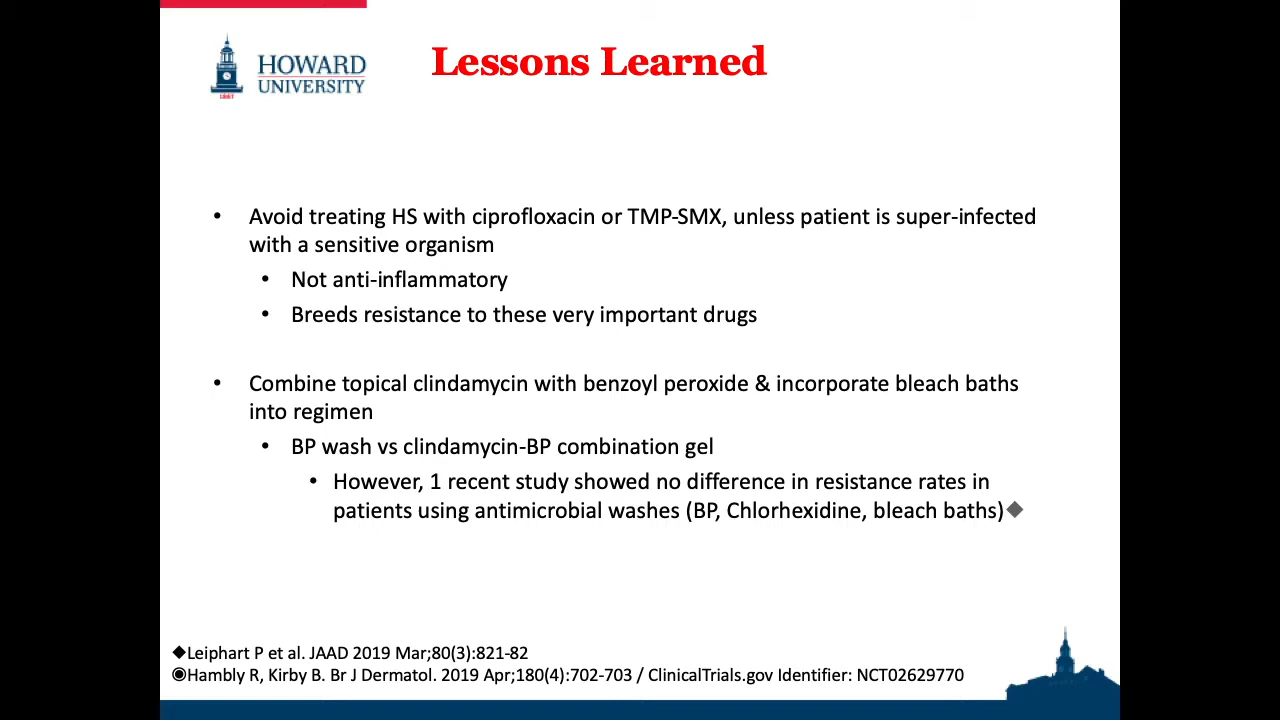 HOWARD
UNIVERSITY
Lessons Learned
• Avoid treating HS with ciprofloxacin or TMP-SMX, unless patient is super-infected
with a sensitive organism
• Not anti-inflammatory
• Breeds resistance to these very important drugs
• Combine topical clindamycin with benzoyl peroxide & incorporate bleach baths
into regimen
• BP wash vs clindamycin-BP combination gel
• However, 1 recent study showed no difference in resistance rates in
patients using antimicrobial washes (BP, Chlorhexidine, bleach baths)◆
◆Leiphart P et al. JAAD 2019 Mar;80(3):821-82
◉Hambly R, Kirby B. Br J Dermatol. 2019 Apr;180(4):702-703 / ClinicalTrials.gov Identifier: NCT02629770